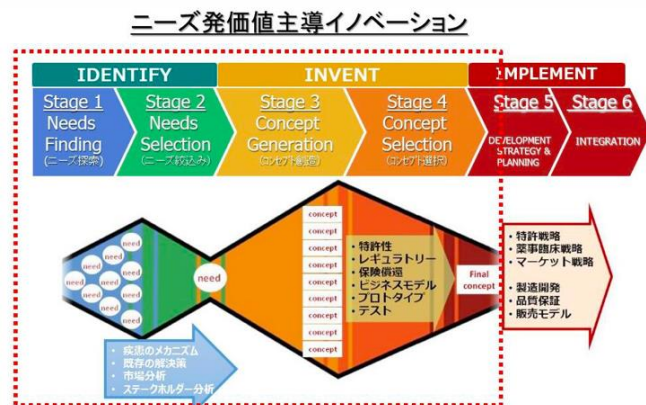 ニーズ発価値主導イノベーション
IDENTIFY
INVENT
IMPLEMENT
Stage 1
Needs
Finding
(ニーズ探索)
Stage 2
Needs
Selection
(ニーズ絞込み)
Stage 3
Concept
Generation
(コンセプト創造)
Stage 4
Concept
Selection
(コンセプト選択)
Stage 5
DEVELOPMENT
STRATEGY &
PLANNING
Stage 6
INTEGRATION
need
need
need
need
need
need
need
need
need
need
need
concept
concept
concept
concept
concept
concept
concept
concept
concept
・特許性
・レギュラトリー
・保険償還
・ビジネスモデル
・プロトタイプ
・テスト
Final
concept
・特許戦略
・薬事臨床戦略
・マーケット戦略
・製造開発
・品質保証
・販売モデル
・疾患のメカニズム
・既存の解決策
・市場分析
・ステークホルダー分析